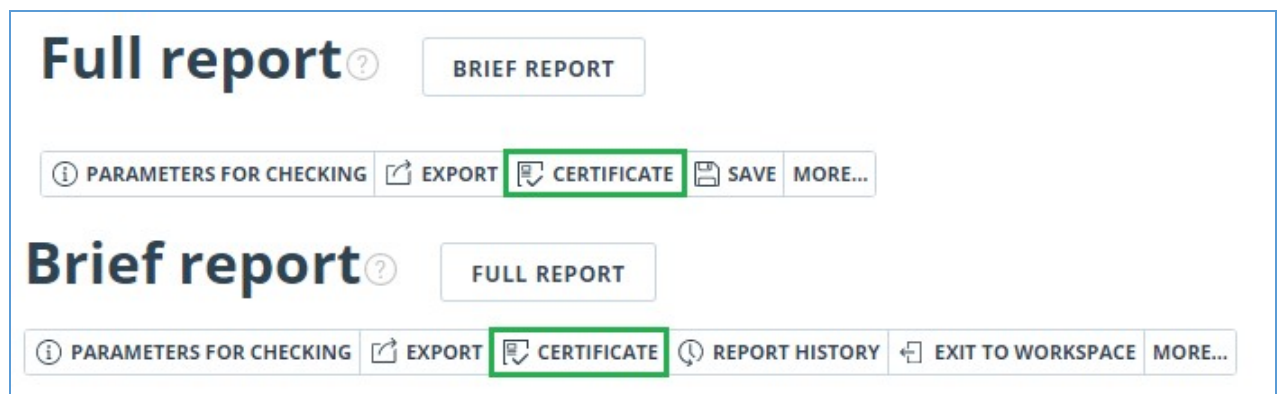 Full report ? BRIEF REPORT
PARAMETERS FOR CHECKING EXPORT CERTIFICATE SAVE MORE...
Brief report ? FULL REPORT
PARAMETERS FOR CHECKING EXPORT CERTIFICATE REPORT HISTORY EXIT TO WORKSPACE MORE...